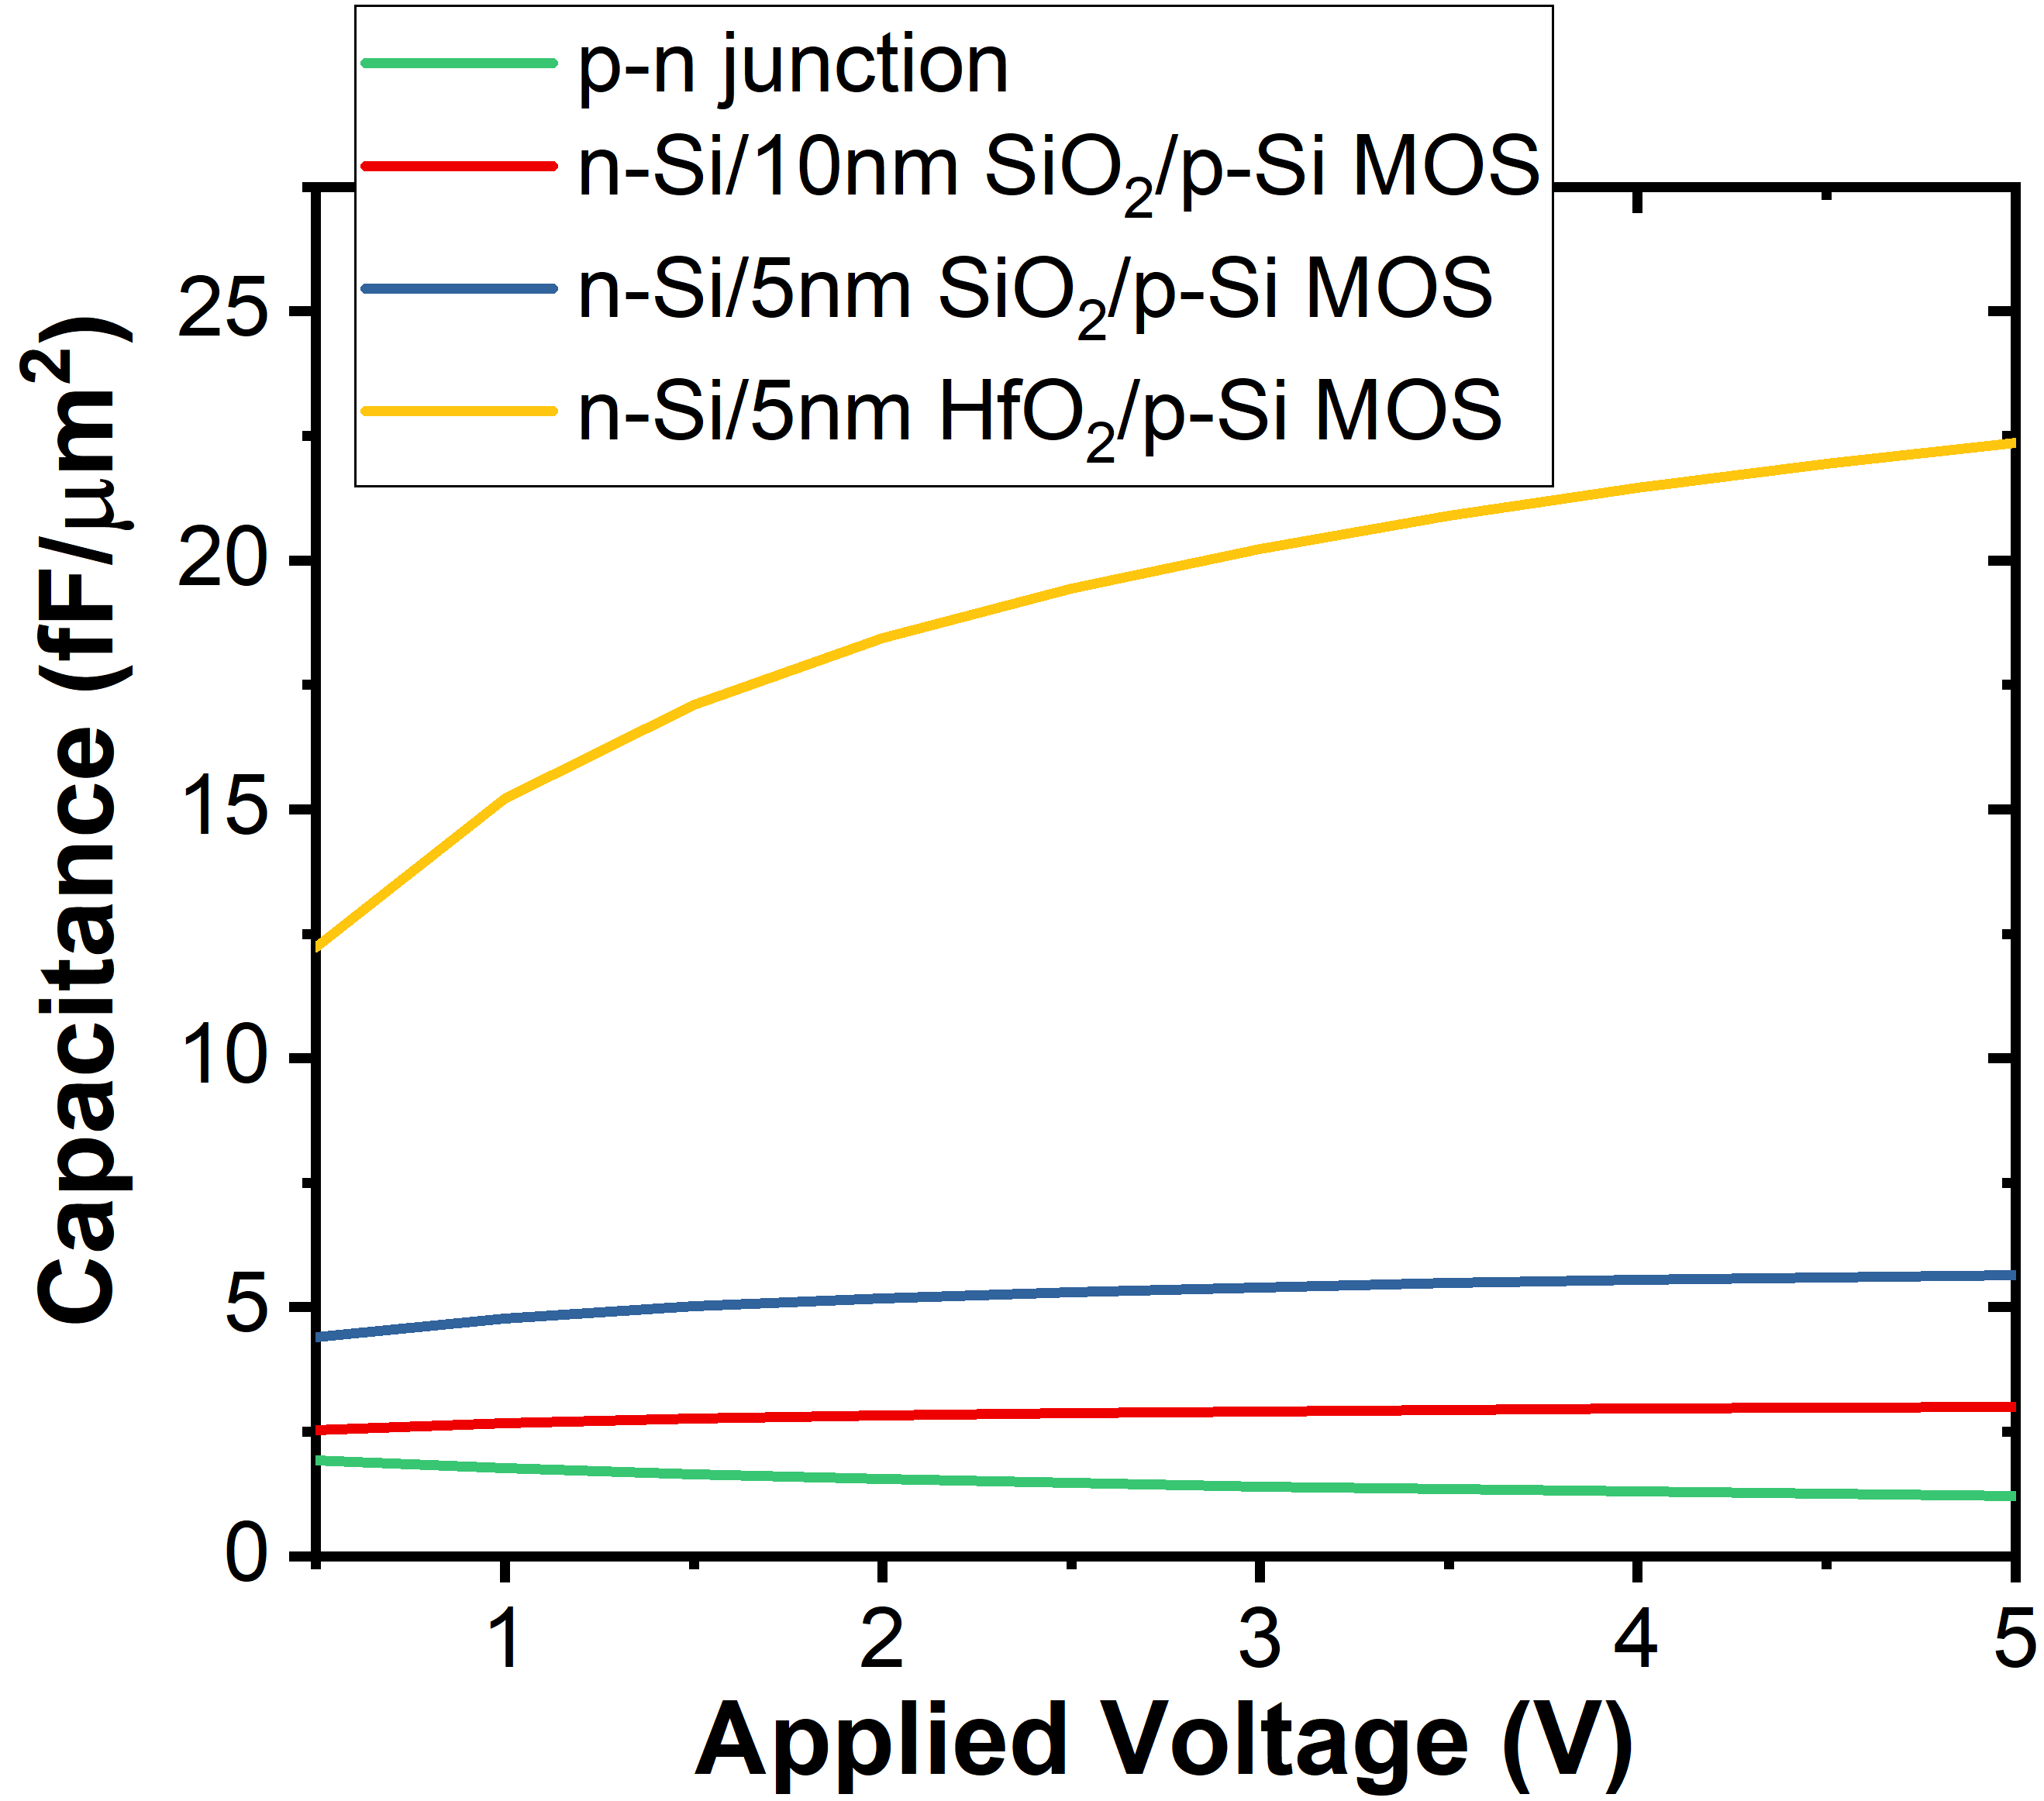 p-n junction
n-Si/10nm SiO₂/p-Si MOS
n-Si/5nm SiO₂/p-Si MOS
n-Si/5nm HfO₂/p-Si MOS
Capacitance (fF/μm²)
25
20
15
10
5
0
1 2 3 4 5
Applied Voltage (V)